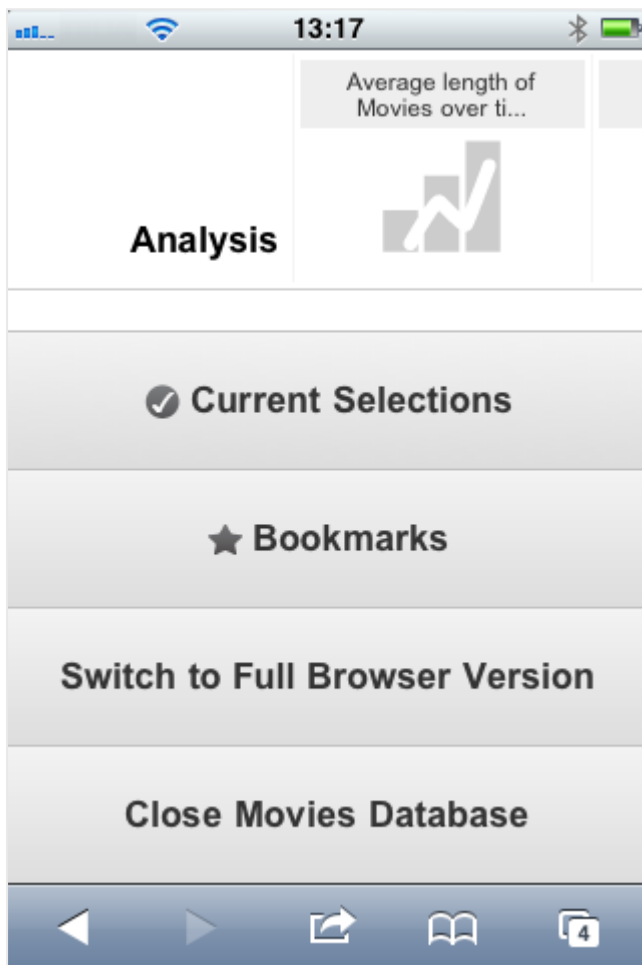 13:17
Average length of
Movies over ti...
Analysis
Current Selections
Bookmarks
Switch to Full Browser Version
Close Movies Database
4